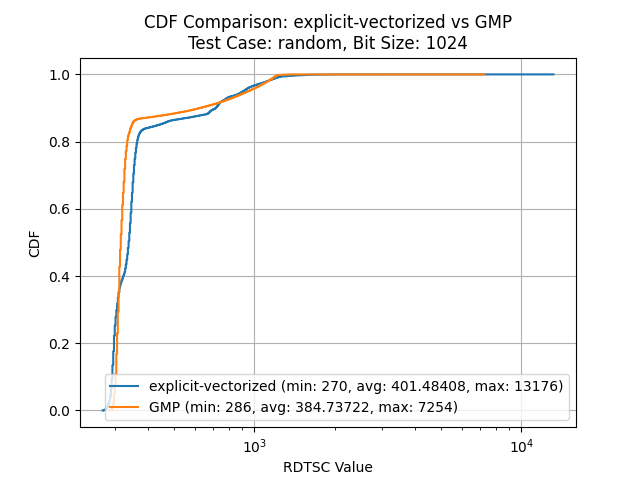 CDF Comparison: explicit-vectorized vs GMP
Test Case: random, Bit Size: 1024
1.0
0.8
0.6
0.4
0.2
0.0
CDF
explicit-vectorized (min: 270, avg: 401.48408, max: 13176)
GMP (min: 286, avg: 384.73722, max: 7254)
10³
10⁴
RDTSC Value